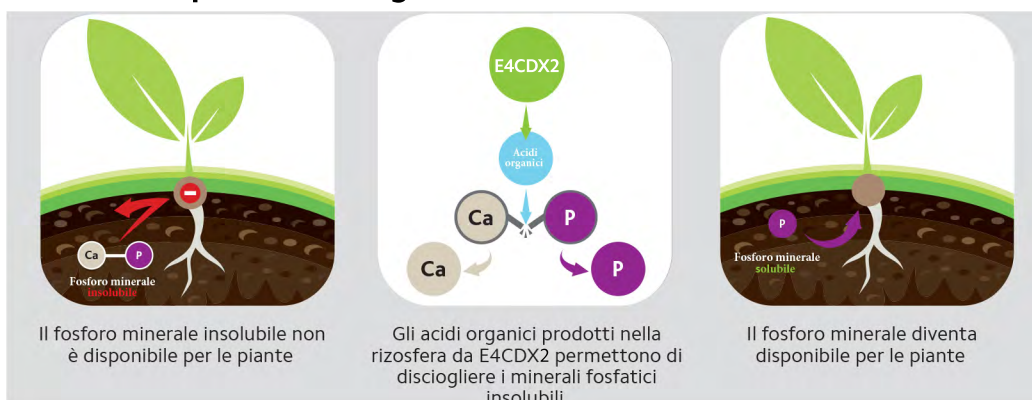 E4CDX2
Acidi
organici
Ca
P
Ca
P
Ca
P
Fosforo minerale
insolubile
P
Fosforo minerale
solubile
Il fosforo minerale insolubile non
è disponibile per le piante
Gli acidi organici prodotti nella
rizosfera da E4CDX2 permettono di
disciogliere i minerali fosfatici
insolubili
Il fosforo minerale diventa
disponibile per le piante